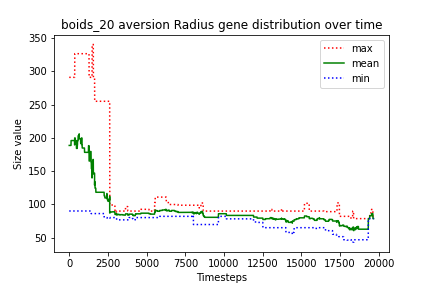 boids_20 aversion Radius gene distribution over time
max
mean
min
Size value
350
300
250
200
150
100
50
0
2500
5000
7500
10000
12500
15000
17500
20000
Timesteps